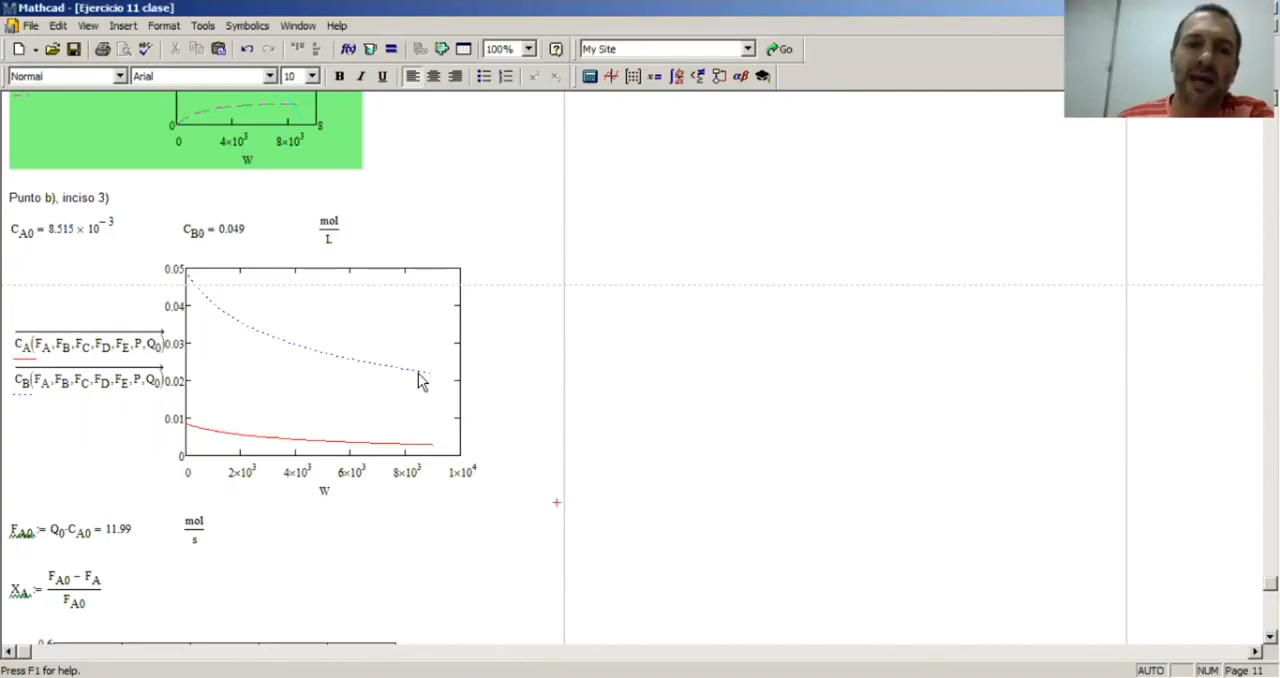 Mathcad - [Ejercicio 11 clase]
File Edit View Insert Format Tools Symbolics Window Help
100% My Site Go
Normal Arial 10 B I U
0 8
0 4×10³ 8×10³
W
Punto b), inciso 3)
C_A0 = 8.515 × 10⁻³ C_B0 = 0.049 mol/L
0.05
0.04
C_A(F_A,F_B,F_C,F_D,F_E,P,Q_0) 0.03
C_B(F_A,F_B,F_C,F_D,F_E,P,Q_0) 0.02
0.01
0
0 2×10³ 4×10³ 6×10³ 8×10³ 1×10⁴
W
F_A0 := Q_0·C_A0 = 11.99 mol/s
X_A := (F_A0 − F_A)/F_A0
0.6
Press F1 for help. AUTO NUM Page 11